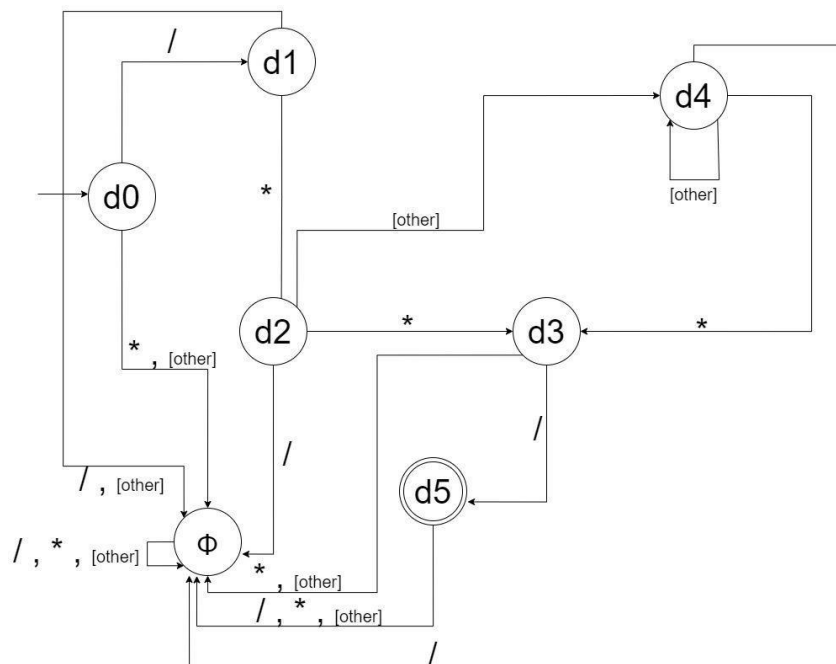 /
d1
d4
*
d0
[other]
[other]
d2
*
d3
*
* , [other]
/
/
/ , [other]
d5
Φ
/ , * , [other]
* , [other]
/ , * , [other]
/